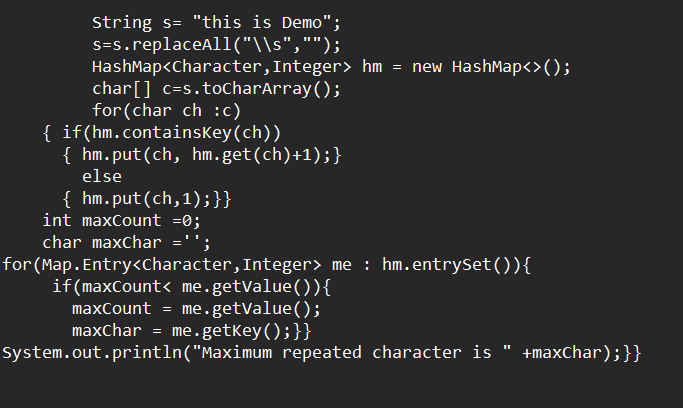 String s= "this is Demo";
s=s.replaceAll("\\s","");
HashMap<Character,Integer> hm = new HashMap<>();
char[] c=s.toCharArray();
for(char ch :c)
{ if(hm.containsKey(ch))
{ hm.put(ch, hm.get(ch)+1);}
else
{ hm.put(ch,1);}}
int maxCount =0;
char maxChar ='';
for(Map.Entry<Character,Integer> me : hm.entrySet()){
if(maxCount< me.getValue()){
maxCount = me.getValue();
maxChar = me.getKey();}}
System.out.println("Maximum repeated character is " +maxChar);}}